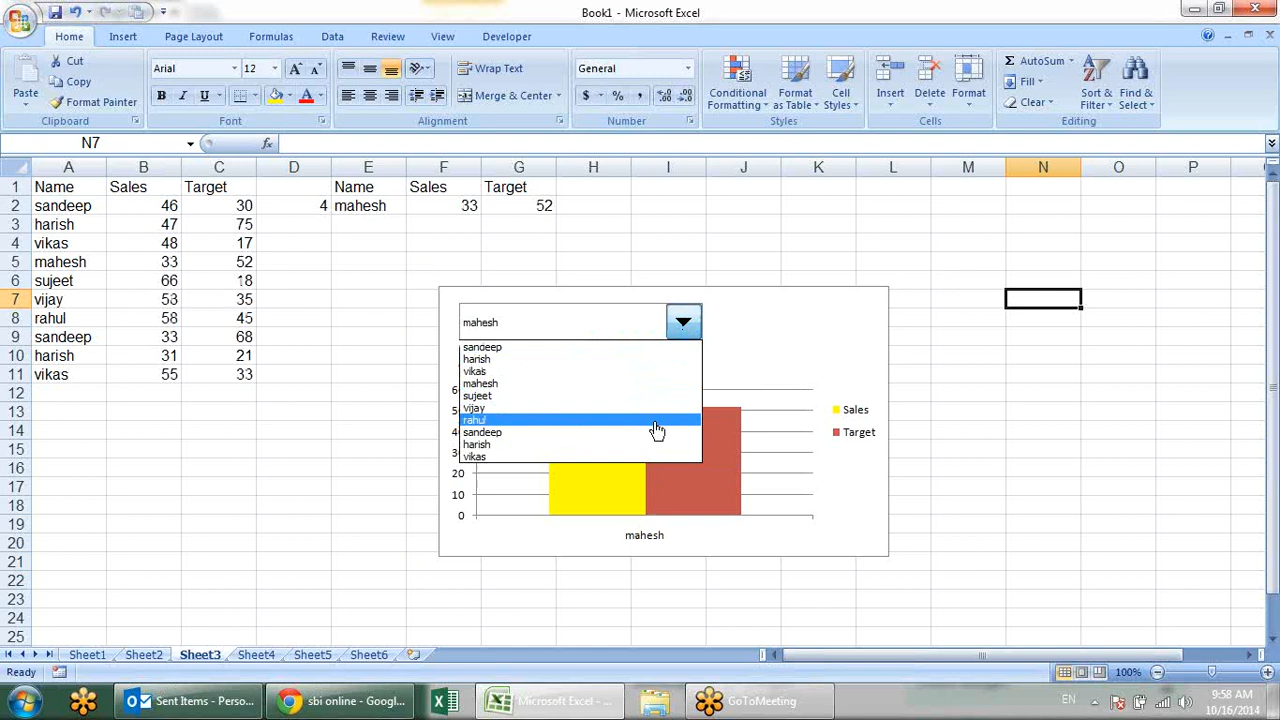 Book1 - Microsoft Excel
Home Insert Page Layout Formulas Data Review View Developer
Paste
Cut
Copy
Format Painter
Clipboard
Arial 12
B I U
Font
Wrap Text
Merge & Center
Alignment
General
$ % ,
Number
Conditional Formatting
Format as Table
Cell Styles
Styles
Insert Delete Format
Cells
AutoSum
Fill
Clear
Sort & Filter
Find & Select
Editing
N7 fx
A B C D E F G H I J K L M N O P
1 Name Sales Target Name Sales Target
2 sandeep 46 30 4 mahesh 33 52
3 harish 47 75
4 vikas 48 17
5 mahesh 33 52
6 sujeet 66 18
7 vijay 53 35
8 rahul 58 45
9 sandeep 33 68
10 harish 31 21
11 vikas 55 33
12
13
14
15
16
17
18
19
20
21
22
23
24
25
mahesh
sandeep
harish
vikas
mahesh
sujeet
vijay
rahul
sandeep
harish
vikas
20
10
0
mahesh
Sales
Target
Sheet1 Sheet2 Sheet3 Sheet4 Sheet5 Sheet6
Ready 100%
Sent Items - Perso...
sbi online - Googl...
Microsoft Excel - ...
GoToMeeting
EN
9:58 AM
10/16/2014